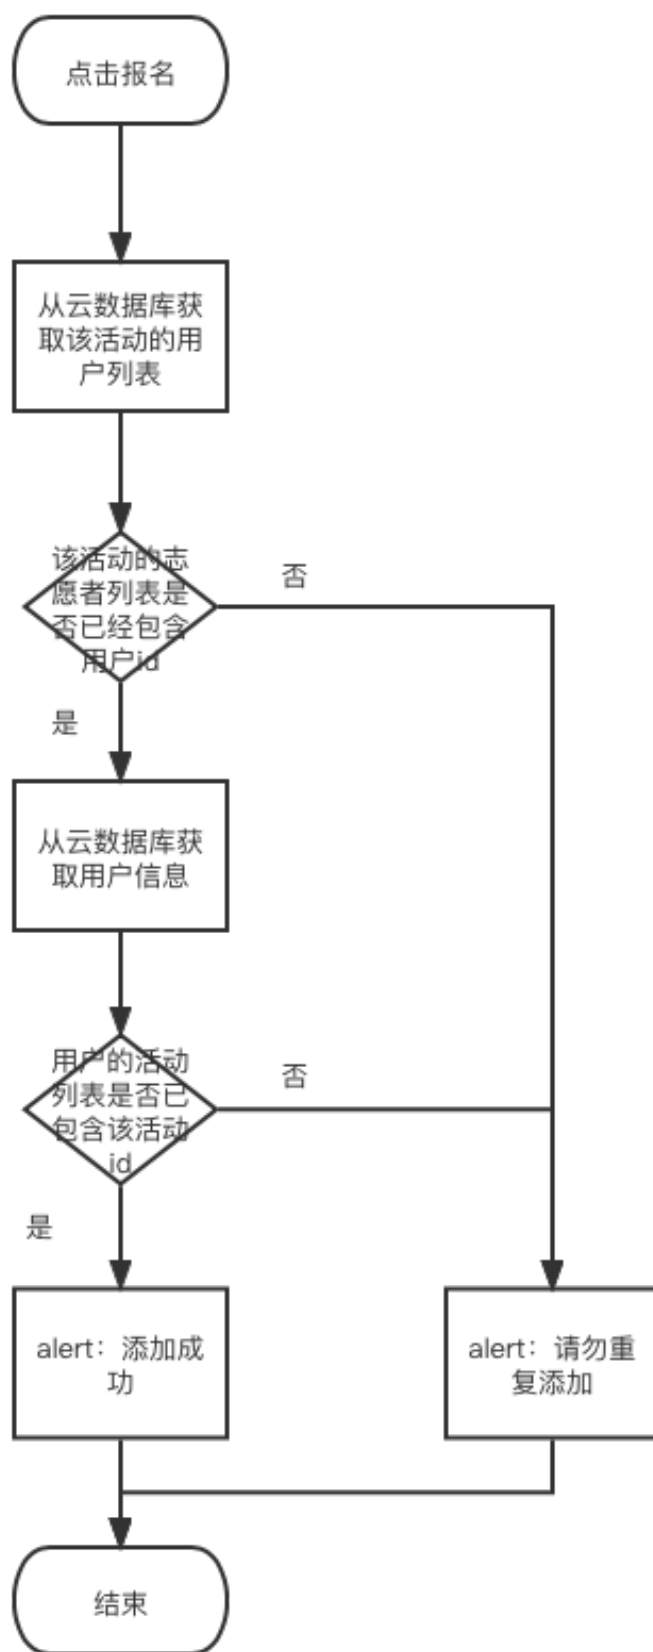 点击报名
从云数据库获
取该活动的用
户列表
该活动的志
愿者列表是
否已经包含
用户id
否
是
从云数据库获
取用户信息
用户的活动
列表是否已
包含该活动
id
否
是
alert：添加成
功
alert：请勿重
复添加
结束